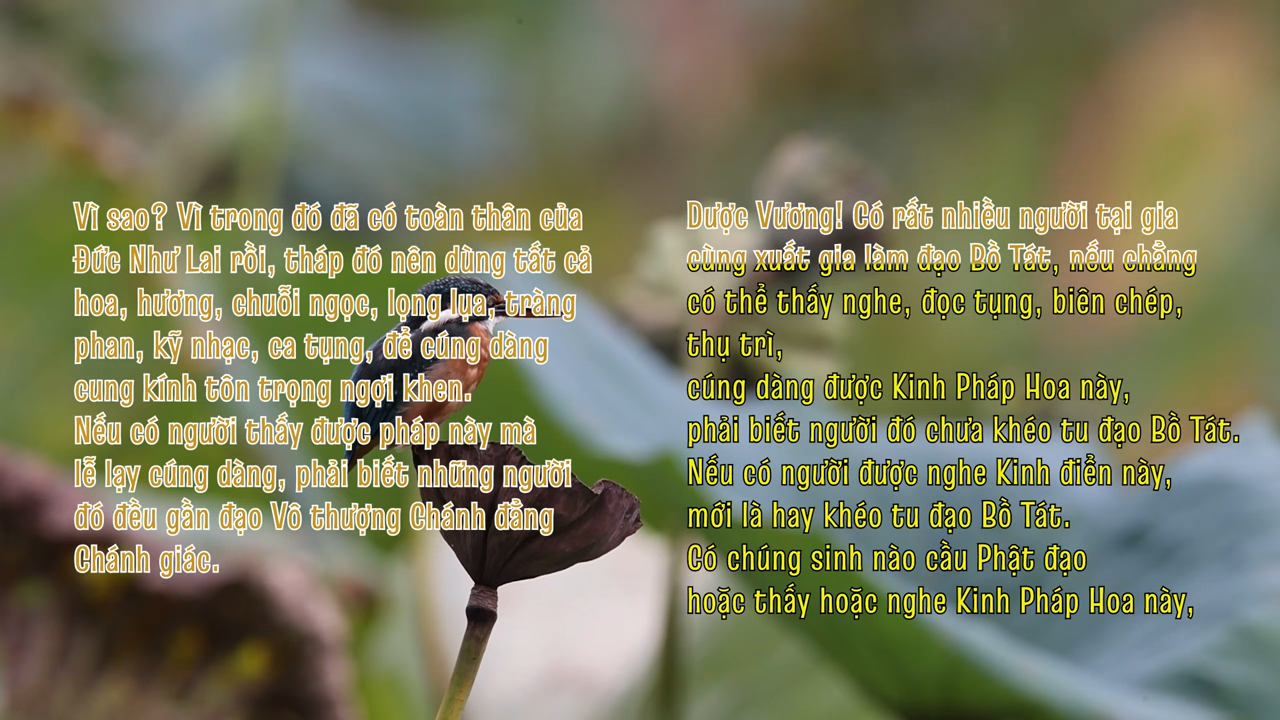 Vì sao? Vì trong đó đã có toàn thân của
Đức Như Lai rồi, tháp đó nên dùng tất cả
hoa, hương, chuỗi ngọc, lọng lụa, tràng
phan, kỹ nhạc, ca tụng, để cúng dàng
cung kính tôn trọng ngợi khen.
Nếu có người thấy được pháp này mà
lễ lạy cúng dàng, phải biết những người
đó đều gần đạo Vô thượng Chánh đẳng
Chánh giác.
Dược Vương! Có rất nhiều người tại gia
cùng xuất gia làm đạo Bồ Tát, nếu chẳng
có thể thấy nghe, đọc tụng, biên chép,
thụ trì,
cúng dàng được Kinh Pháp Hoa này,
phải biết người đó chưa khéo tu đạo Bồ Tát.
Nếu có người được nghe Kinh điển này,
mới là hay khéo tu đạo Bồ Tát.
Có chúng sinh nào cầu Phật đạo
hoặc thấy hoặc nghe Kinh Pháp Hoa này,